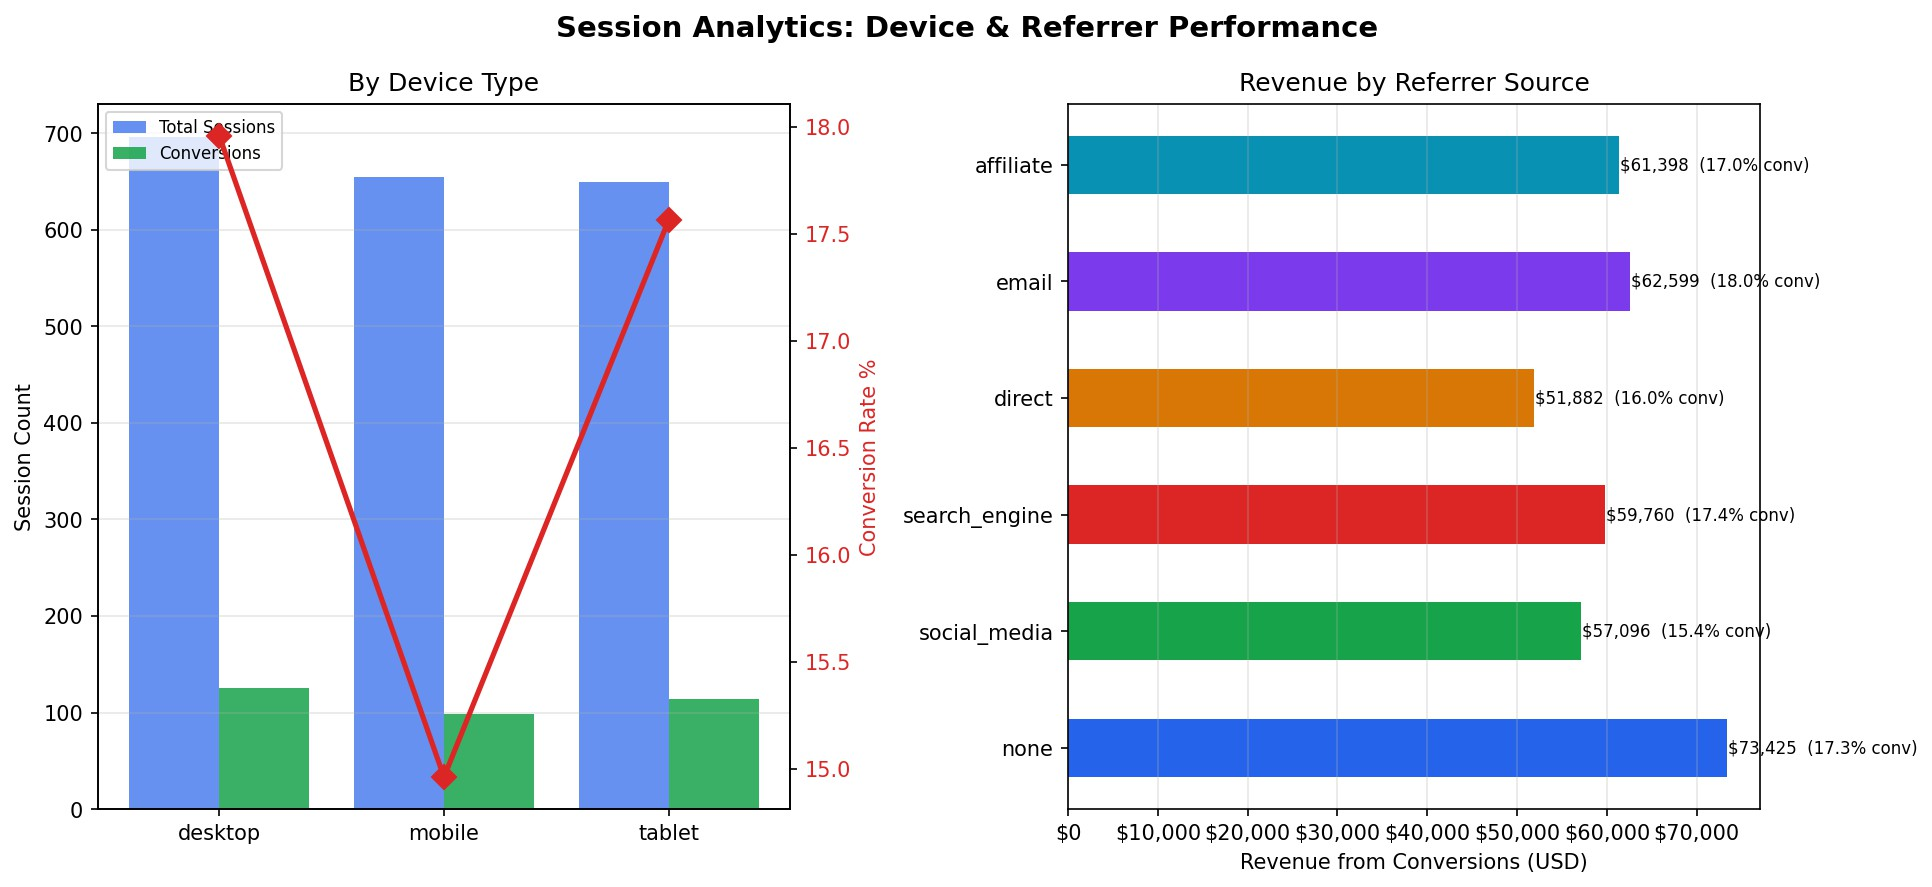 Session Analytics: Device & Referrer Performance
By Device Type
Total Sessions
Conversions
Session Count
700
600
500
400
300
200
100
0
desktop
mobile
tablet
18.0
17.5
17.0
16.5
16.0
15.5
15.0
Conversion Rate %
Revenue by Referrer Source
affiliate
$61,398 (17.0% conv)
email
$62,599 (18.0% conv)
direct
$51,882 (16.0% conv)
search_engine
$59,760 (17.4% conv)
social_media
$57,096 (15.4% conv)
none
$73,425 (17.3% conv)
$0
$10,000
$20,000
$30,000
$40,000
$50,000
$60,000
$70,000
Revenue from Conversions (USD)